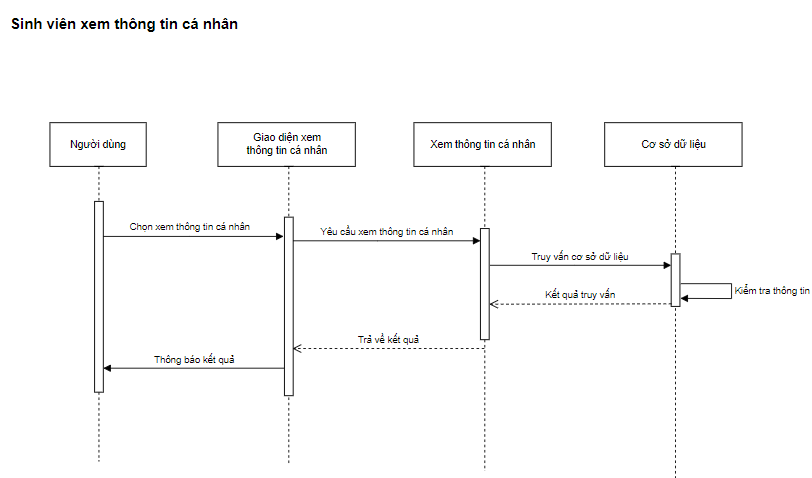 Sinh viên xem thông tin cá nhân
Người dùng
Giao diện xem
thông tin cá nhân
Xem thông tin cá nhân
Cơ sở dữ liệu
Chọn xem thông tin cá nhân
Yêu cầu xem thông tin cá nhân
Truy vấn cơ sở dữ liệu
Kiểm tra thông tin
Kết quả truy vấn
Trả về kết quả
Thông báo kết quả